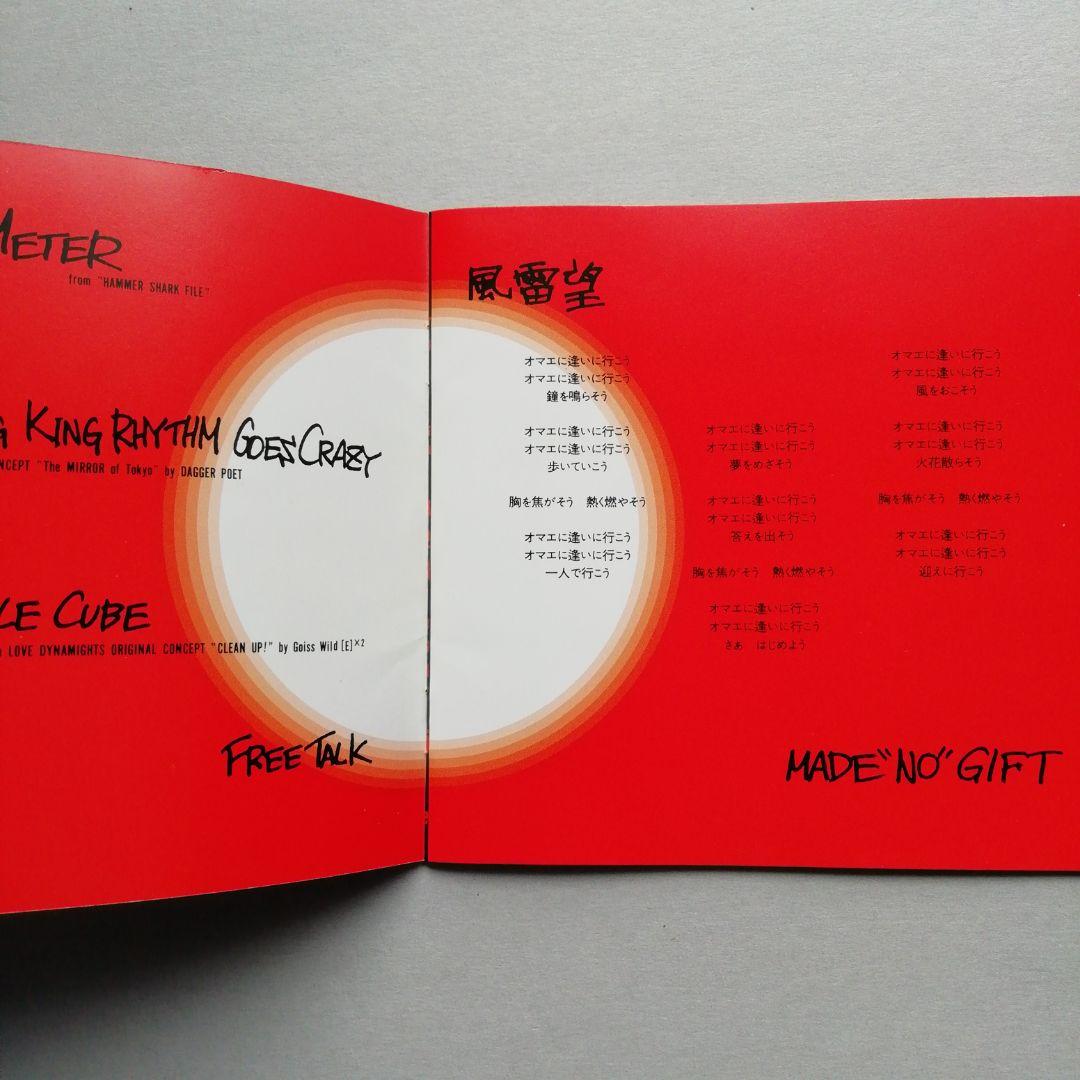 METER
from "HAMMER SHARK FILE"
KING RHYTHM GOES CRAZY
"The MIRROR of Tokyo" by DAGGER POET
CUBE
LOVE DYNAMIGHTS ORIGINAL CONCEPT "CLEAN UP!" by Goiss Wild [E]×2
FREE TALK
風雷望
オマエに逢いに行こう
オマエに逢いに行こう
鐘を鳴らそう
オマエに逢いに行こう
オマエに逢いに行こう
歩いていこう
胸を焦がそう　熱く燃やそう
オマエに逢いに行こう
オマエに逢いに行こう
一人で行こう
オマエに逢いに行こう
オマエに逢いに行こう
夢をめざそう
オマエに逢いに行こう
オマエに逢いに行こう
答えを出そう
胸を焦がそう　熱く燃やそう
オマエに逢いに行こう
オマエに逢いに行こう
さぁ　はじめよう
オマエに逢いに行こう
オマエに逢いに行こう
風をおこそう
オマエに逢いに行こう
オマエに逢いに行こう
火花散らそう
胸を焦がそう　熱く燃やそう
オマエに逢いに行こう
オマエに逢いに行こう
迎えに行こう
MADE "NO" GIFT